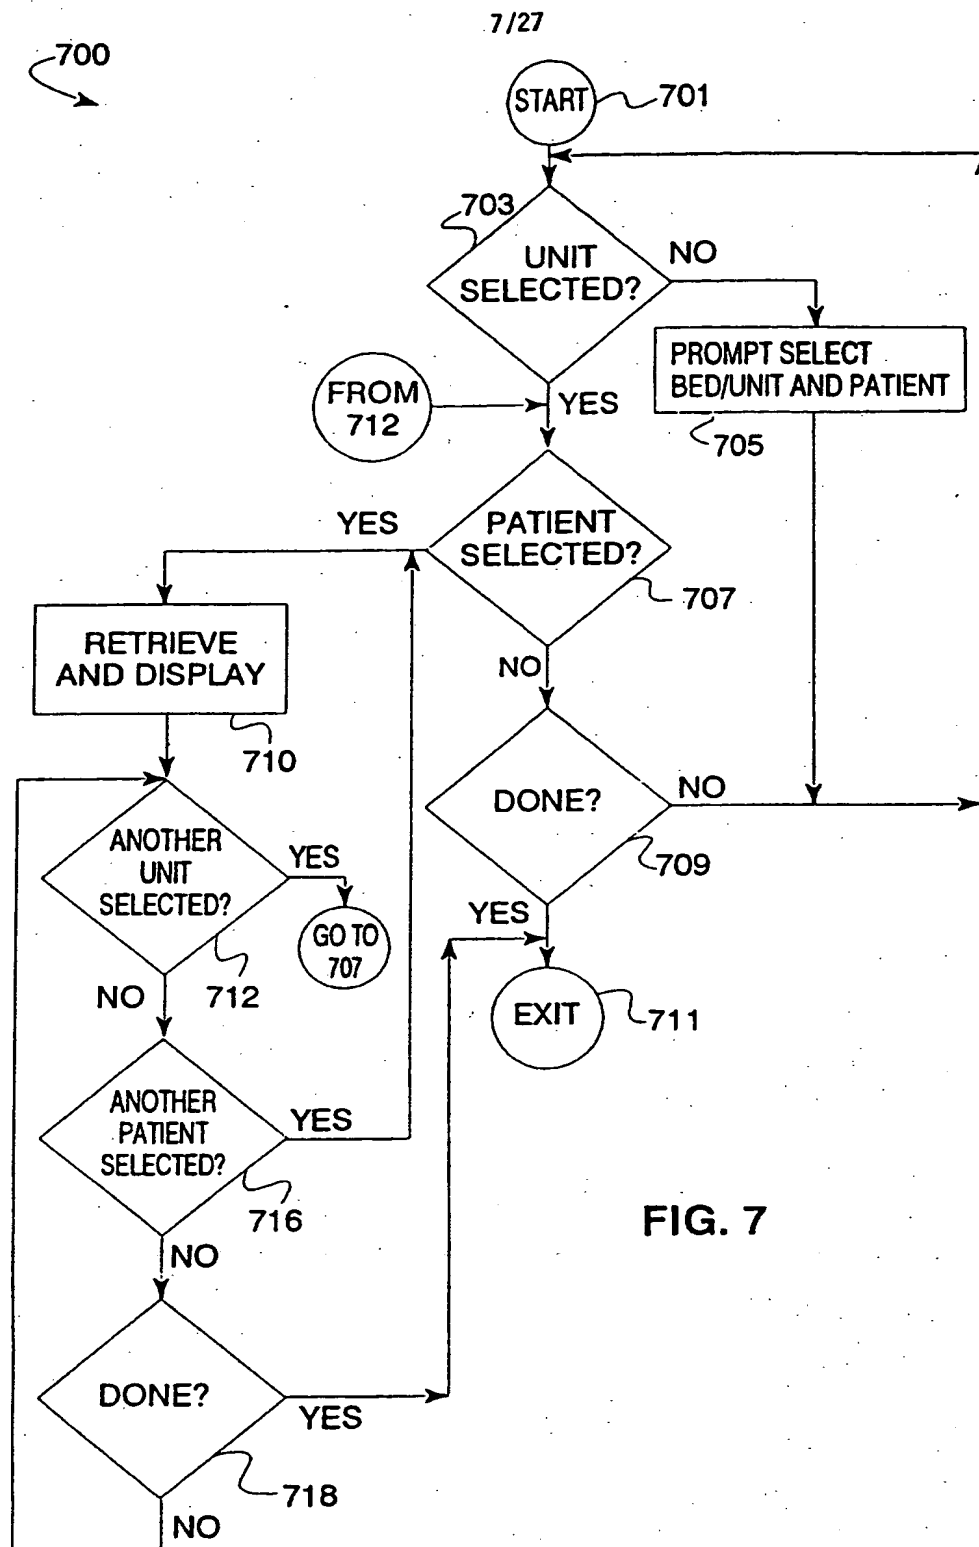 7/27
700
START
701
703
UNIT
SELECTED?
NO
PROMPT SELECT
BED/UNIT AND PATIENT
705
FROM
712
YES
YES
PATIENT
SELECTED?
707
RETRIEVE
AND DISPLAY
710
NO
DONE?
NO
709
ANOTHER
UNIT
SELECTED?
YES
GO TO
707
712
NO
YES
EXIT
711
ANOTHER
PATIENT
SELECTED?
YES
716
NO
FIG. 7
DONE?
YES
718
NO